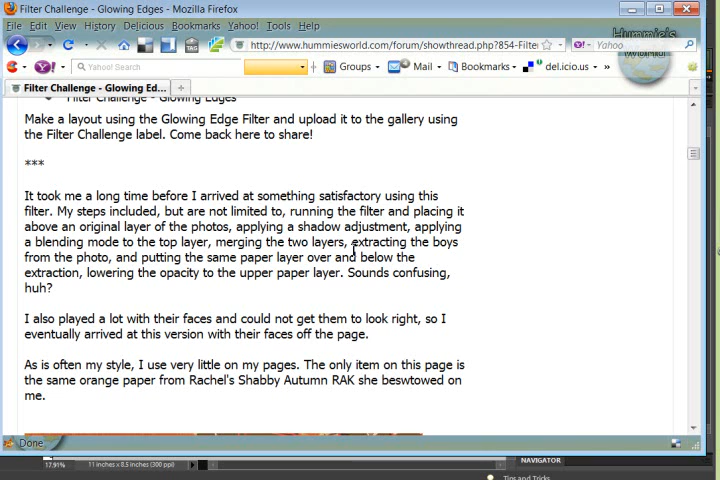 Filter Challenge - Glowing Edges - Mozilla Firefox
File Edit View History Delicious Bookmarks Yahoo! Tools Help
http://www.hummiesworld.com/forum/showthread.php?854-Filter
Y! Yahoo
Hummie's
World
Y! Yahoo! Search
Groups Mail Bookmarks del.icio.us »
Filter Challenge - Glowing Ed...
Filter Challenge - Glowing Edges
Make a layout using the Glowing Edge Filter and upload it to the gallery using
the Filter Challenge label. Come back here to share!
***
It took me a long time before I arrived at something satisfactory using this
filter. My steps included, but are not limited to, running the filter and placing it
above an original layer of the photos, applying a shadow adjustment, applying
a blending mode to the top layer, merging the two layers, extracting the boys
from the photo, and putting the same paper layer over and below the
extraction, lowering the opacity to the upper paper layer. Sounds confusing,
huh?
I also played a lot with their faces and could not get them to look right, so I
eventually arrived at this version with their faces off the page.
As is often my style, I use very little on my pages. The only item on this page is
the same orange paper from Rachel's Shabby Autumn RAK she beswtowed on
me.
Done
17.91% 11 inches x 8.5 inches (300 ppi)
NAVIGATOR
Tips and Tricks